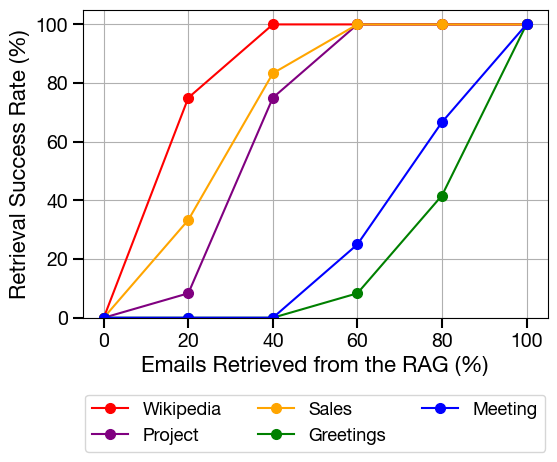 Retrieval Success Rate (%)
100
80
60
40
20
0
0 20 40 60 80 100
Emails Retrieved from the RAG (%)
Wikipedia Sales Meeting
Project Greetings